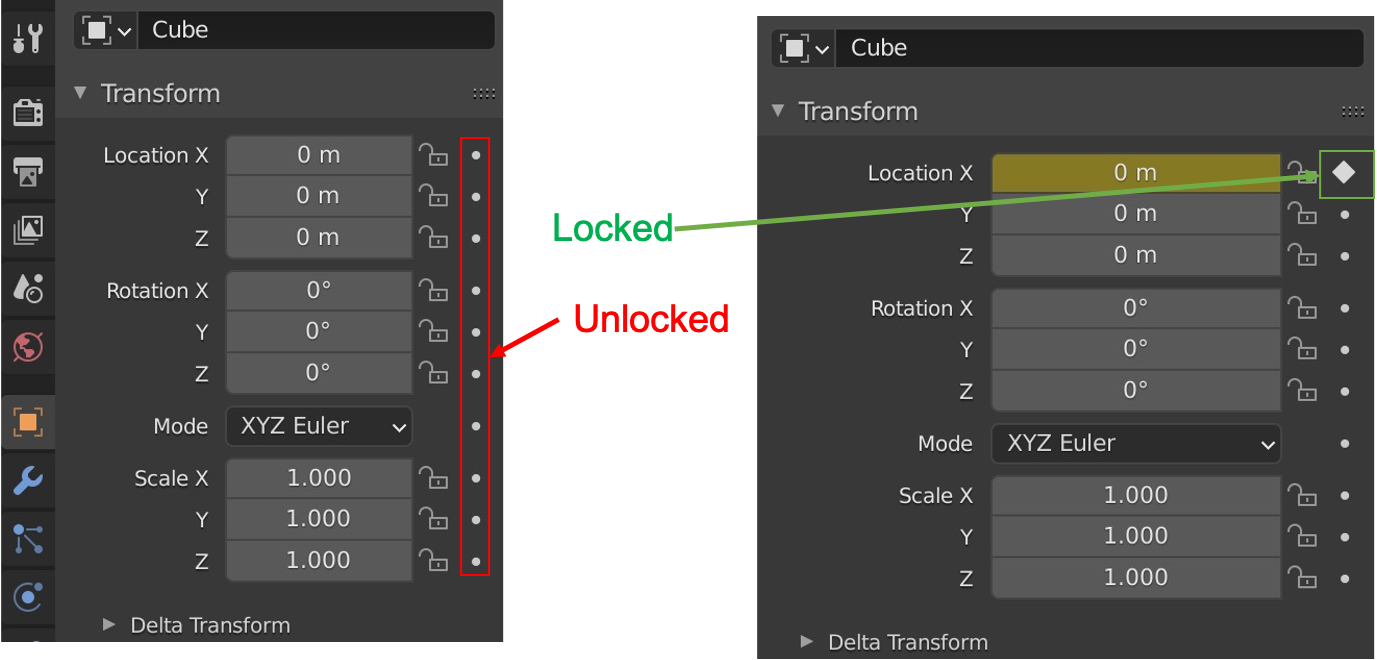 Cube
Transform
Location X 0 m
Y 0 m
Z 0 m
Rotation X 0°
Y 0°
Z 0°
Mode XYZ Euler
Scale X 1.000
Y 1.000
Z 1.000
Delta Transform
Locked
Unlocked
Cube
Transform
Location X 0 m
Y 0 m
Z 0 m
Rotation X 0°
Y 0°
Z 0°
Mode XYZ Euler
Scale X 1.000
Y 1.000
Z 1.000
Delta Transform